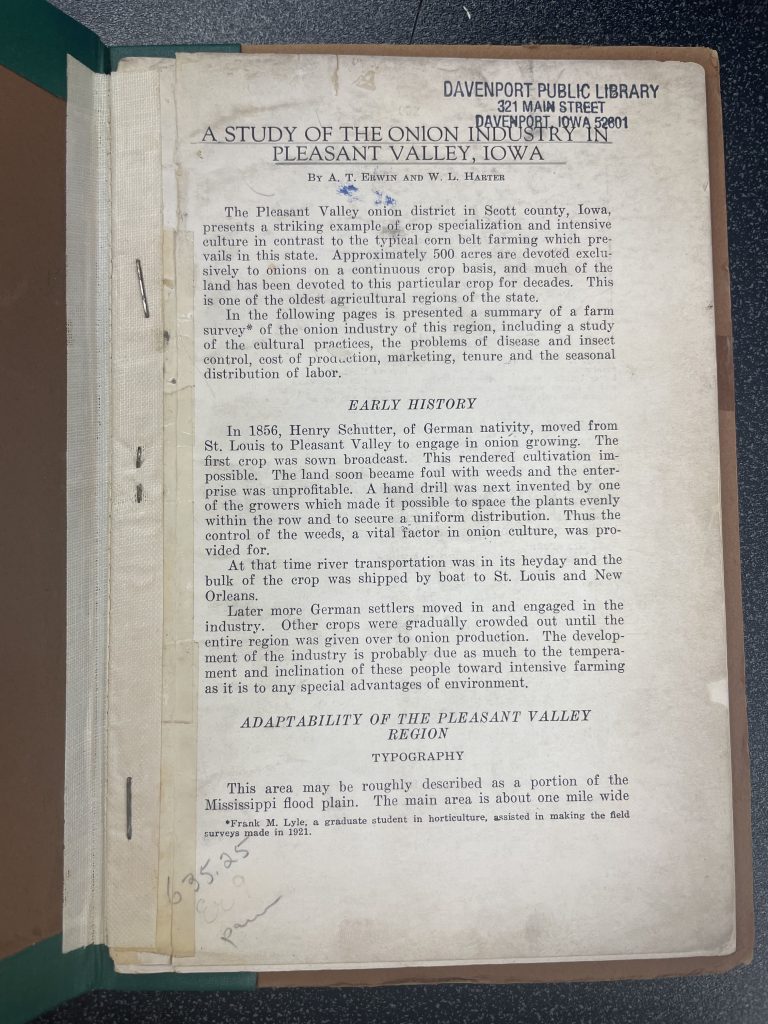 DAVENPORT PUBLIC LIBRARY
321 MAIN STREET
DAVENPORT, IOWA 52801
A STUDY OF THE ONION INDUSTRY IN
PLEASANT VALLEY, IOWA
By A. T. Erwin and W. L. Harter
The Pleasant Valley onion district in Scott county, Iowa,
presents a striking example of crop specialization and intensive
culture in contrast to the typical corn belt farming which pre-
vails in this state. Approximately 500 acres are devoted exclu-
sively to onions on a continuous crop basis, and much of the
land has been devoted to this particular crop for decades. This
is one of the oldest agricultural regions of the state.
In the following pages is presented a summary of a farm
survey* of the onion industry of this region, including a study
of the cultural practices, the problems of disease and insect
control, cost of production, marketing, tenure and the seasonal
distribution of labor.
EARLY HISTORY
In 1856, Henry Schutter, of German nativity, moved from
St. Louis to Pleasant Valley to engage in onion growing. The
first crop was sown broadcast. This rendered cultivation im-
possible. The land soon became foul with weeds and the enter-
prise was unprofitable. A hand drill was next invented by one
of the growers which made it possible to space the plants evenly
within the row and to secure a uniform distribution. Thus the
control of the weeds, a vital factor in onion culture, was pro-
vided for.
At that time river transportation was in its heyday and the
bulk of the crop was shipped by boat to St. Louis and New
Orleans.
Later more German settlers moved in and engaged in the
industry. Other crops were gradually crowded out until the
entire region was given over to onion production. The develop-
ment of the industry is probably due as much to the tempera-
ment and inclination of these people toward intensive farming
as it is to any special advantages of environment.
ADAPTABILITY OF THE PLEASANT VALLEY
REGION
TYPOGRAPHY
This area may be roughly described as a portion of the
Mississippi flood plain. The main area is about one mile wide
*Frank M. Lyle, a graduate student in horticulture, assisted in making the field
surveys made in 1921.
635.25
pam